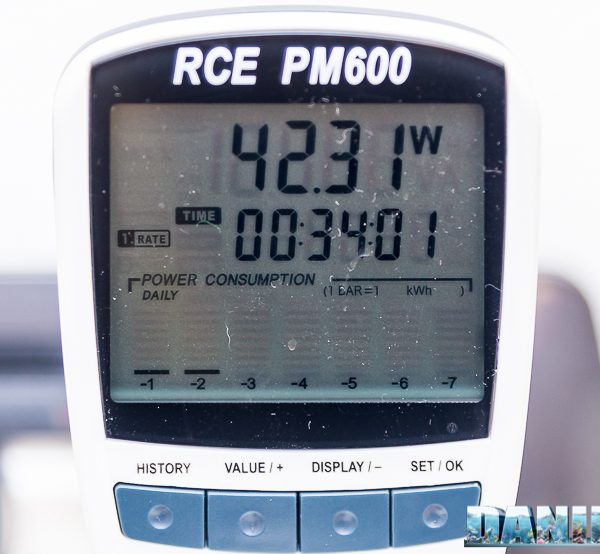 RCE PM600
42.31 W
TIME
1 RATE 00:34:01
POWER CONSUMPTION
DAILY (1 BAR=1 kWh )
-1 -2 -3 -4 -5 -6 -7
HISTORY VALUE / + DISPLAY / – SET / OK